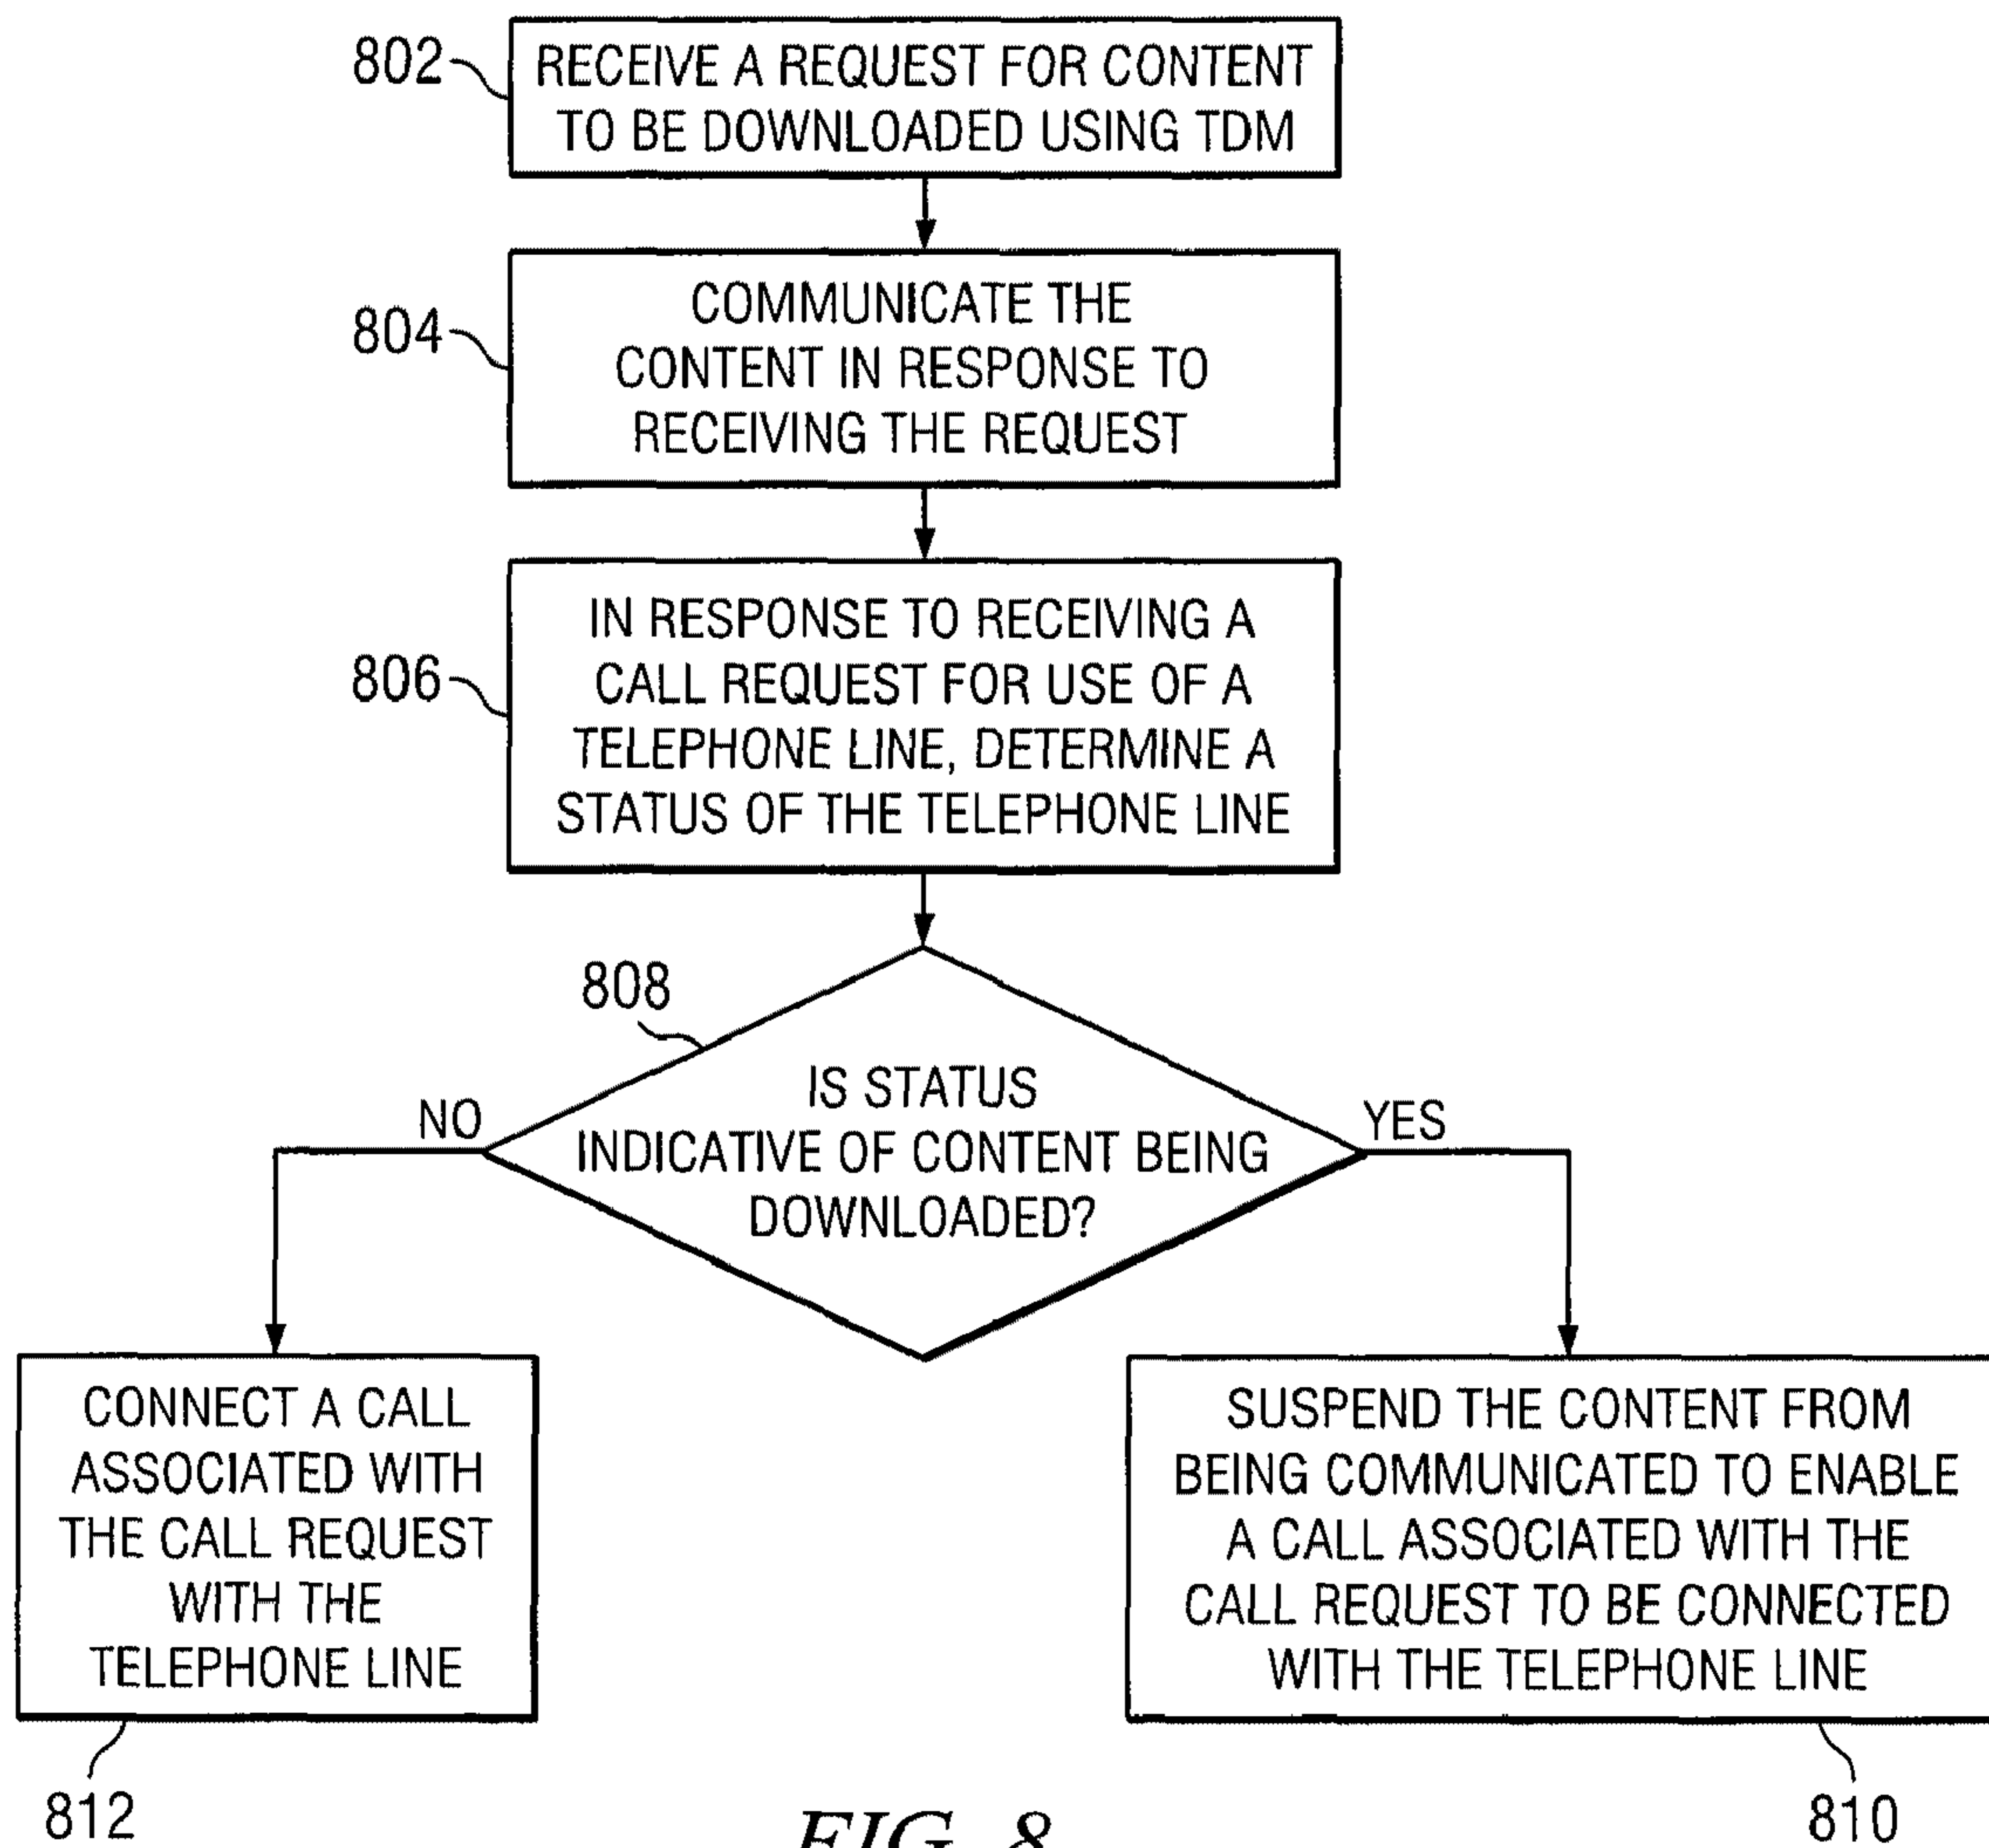 802
RECEIVE A REQUEST FOR CONTENT
TO BE DOWNLOADED USING TDM
804
COMMUNICATE THE
CONTENT IN RESPONSE TO
RECEIVING THE REQUEST
806
IN RESPONSE TO RECEIVING A
CALL REQUEST FOR USE OF A
TELEPHONE LINE, DETERMINE A
STATUS OF THE TELEPHONE LINE
808
IS STATUS
INDICATIVE OF CONTENT BEING
DOWNLOADED?
NO
YES
CONNECT A CALL
ASSOCIATED WITH
THE CALL REQUEST
WITH THE
TELEPHONE LINE
812
SUSPEND THE CONTENT FROM
BEING COMMUNICATED TO ENABLE
A CALL ASSOCIATED WITH THE
CALL REQUEST TO BE CONNECTED
WITH THE TELEPHONE LINE
810
FIG. 8